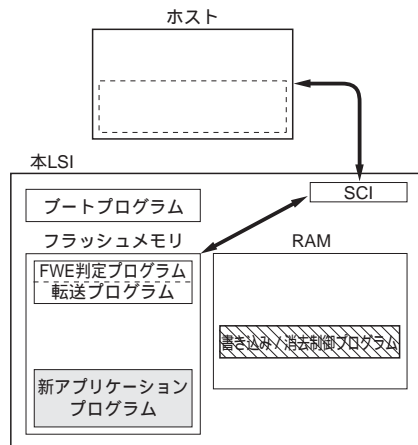 ホスト
本LSI
SCI
ブートプログラム
フラッシュメモリ
RAM
FWE判定プログラム
転送プログラム
書き込み / 消去制御プログラム
新アプリケーション
プログラム